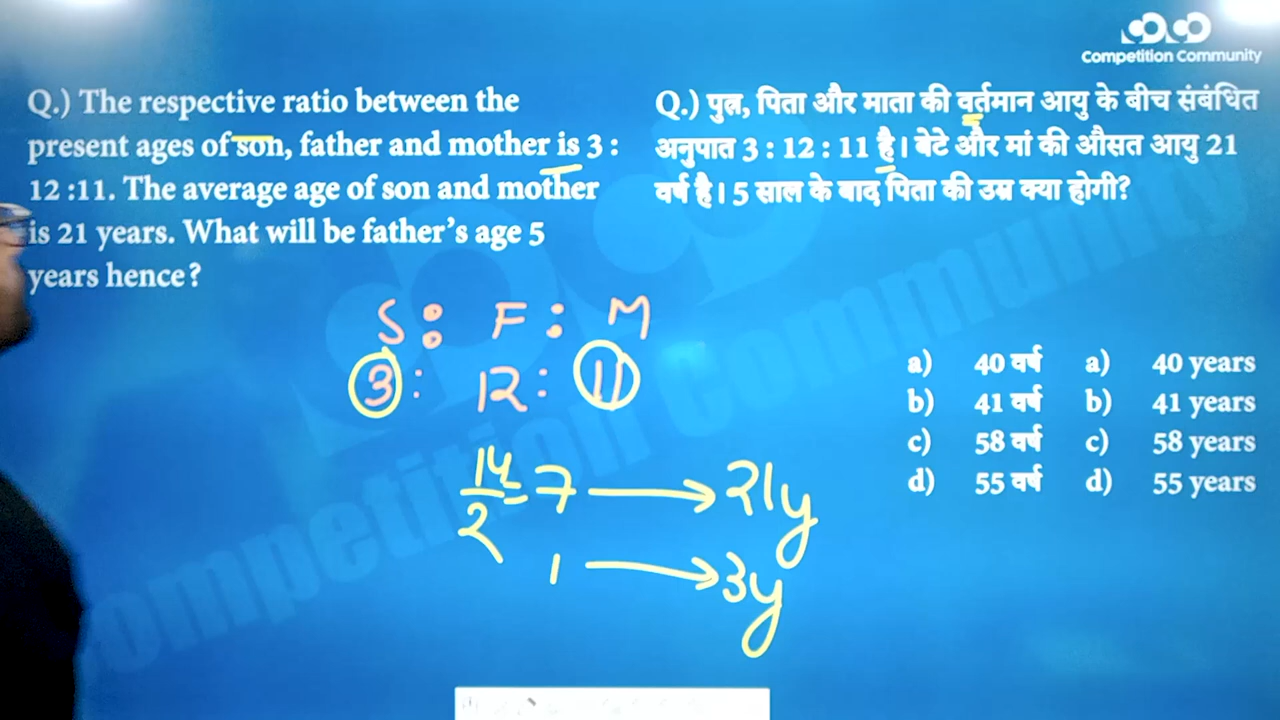 Competition Community
Q.) The respective ratio between the
present ages of son, father and mother is 3 :
12 :11. The average age of son and mother
is 21 years. What will be father's age 5
years hence?
Q.) पुत्र, पिता और माता की वर्तमान आयु के बीच संबंधित
अनुपात 3 : 12 : 11 है। बेटे और मां की औसत आयु 21
वर्ष है। 5 साल के बाद पिता की उम्र क्या होगी?
S : F : M
3 : 12 : 11
14/2 = 7 → 21y
1 → 3y
a) 40 वर्ष a) 40 years
b) 41 वर्ष b) 41 years
c) 58 वर्ष c) 58 years
d) 55 वर्ष d) 55 years
Competition Community